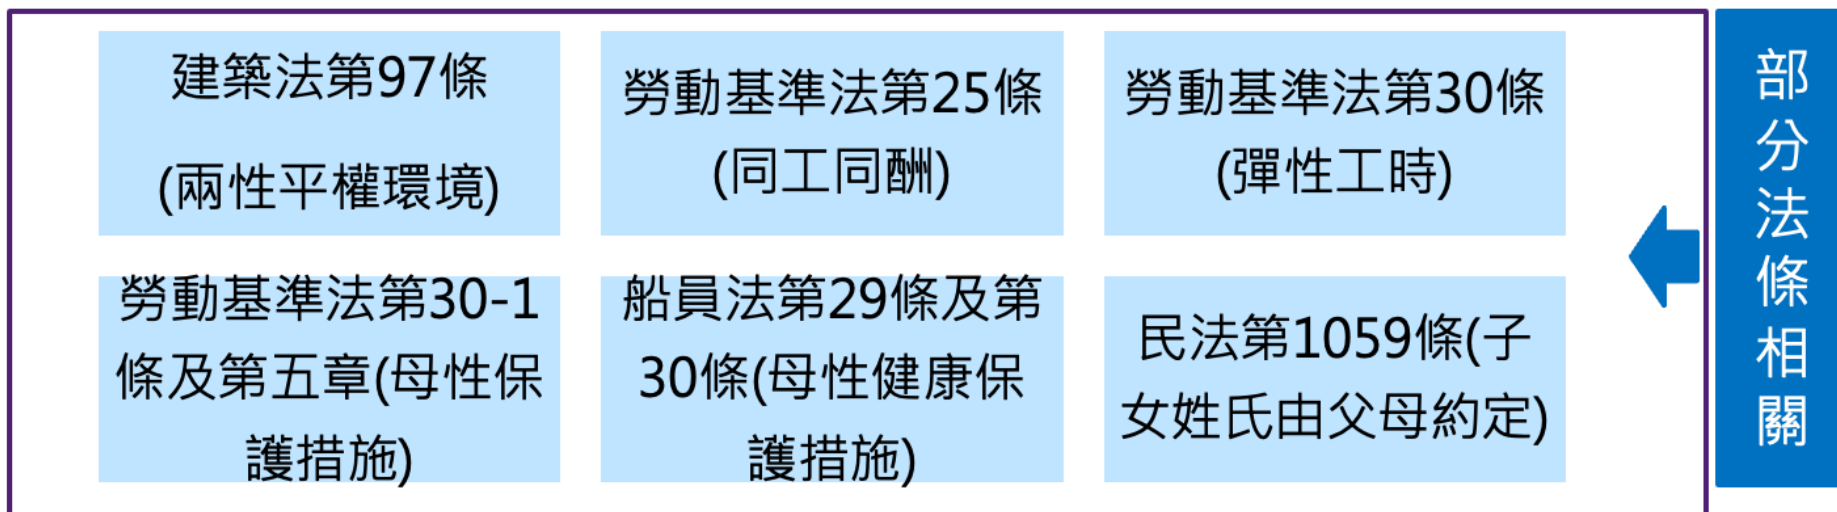 建築法第97條
(兩性平權環境)
勞動基準法第25條
(同工同酬)
勞動基準法第30條
(彈性工時)
勞動基準法第30-1
條及第五章(母性保
護措施)
船員法第29條及第
30條(母性健康保
護措施)
民法第1059條(子
女姓氏由父母約定)
部分法條相關